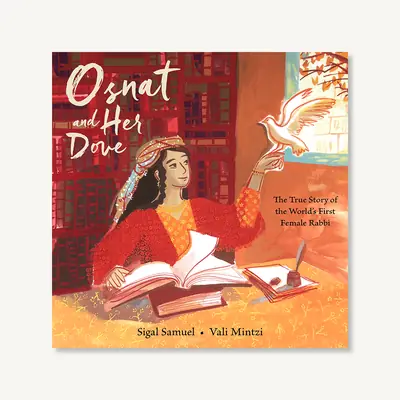 Osnat
and Her
Dove
The True Story of
the World's First
Female Rabbi
Sigal Samuel • Vali Mintzi